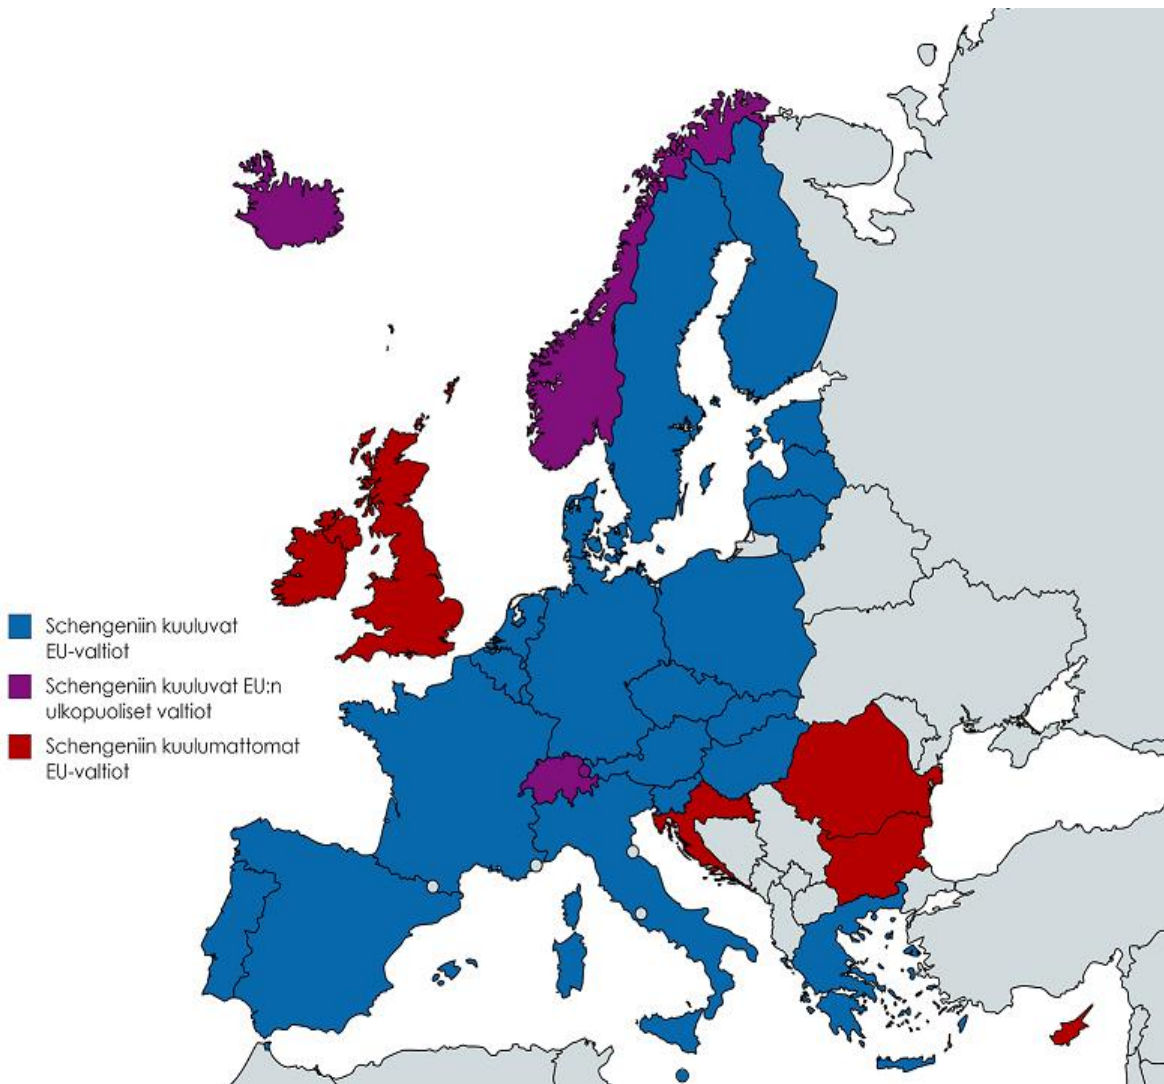 Schengeniin kuuluvat
EU-valtiot
Schengeniin kuuluvat EU:n
ulkopuoliset valtiot
Schengeniin kuulumattomat
EU-valtiot